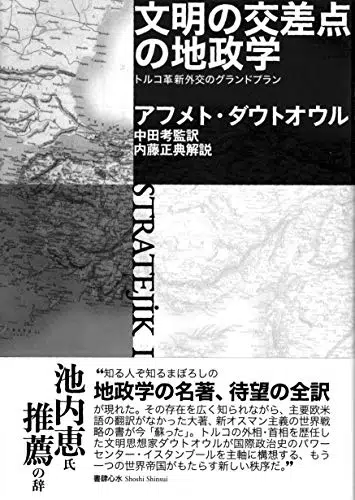 文明の交差点
の地政学
トルコ革新外交のグランドプラン
アフメト・ダウトオウル
中田考監訳
内藤正典解説
STRATEJİK
池内恵氏
推薦の辞
“知る人ぞ知るまぼろしの
地政学の名著、待望の全訳
が現れた。その存在を広く知られながら、主要欧米
語の翻訳がなかった大著、新オスマン主義の世界戦
略の書が今「蘇った」。トルコの外相・首相を歴任し
た文明思想家ダウトオウルが国際政治史のパワー
センター・イスタンブールを主軸に構想する、もう
一つの世界帝国がもたらす新しい秩序だ。”
書肆心水 Shoshi Shinsui